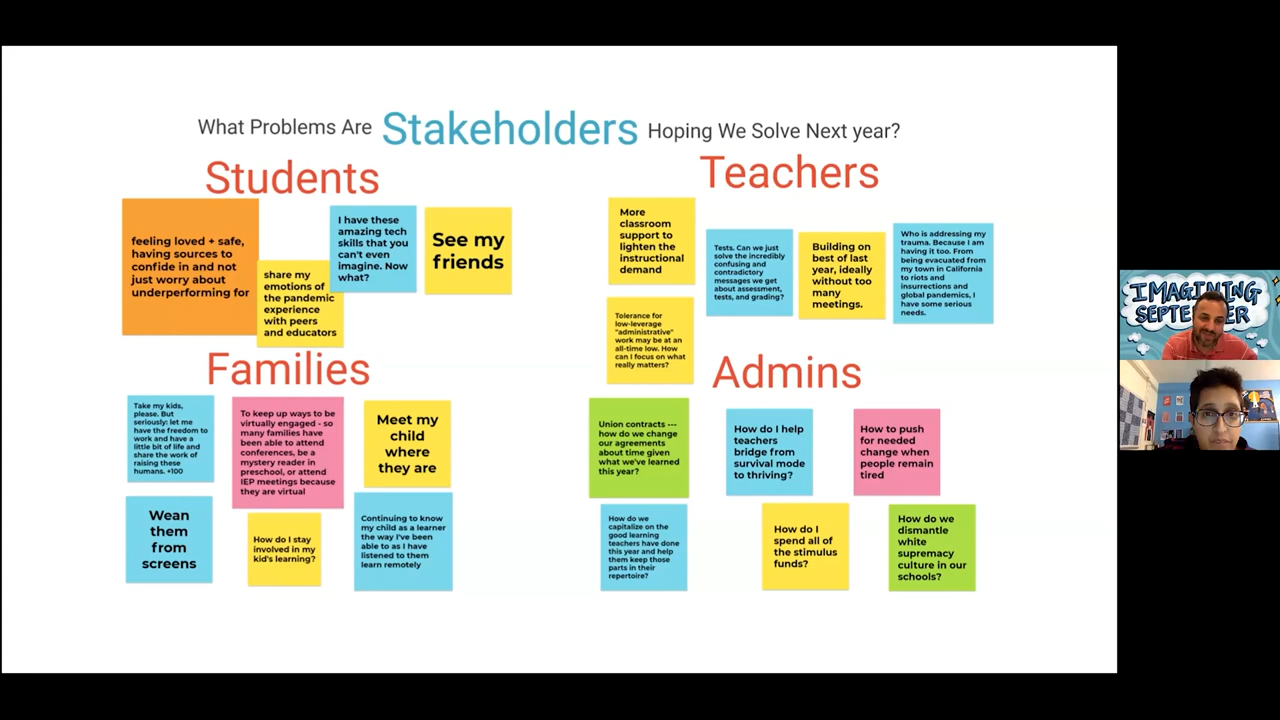 What Problems Are Stakeholders Hoping We Solve Next year?
Students
feeling loved + safe,
having sources to
confide in and not
just worry about
underperforming for
share my
emotions of
the pandemic
experience
with peers
and educators
I have these
amazing tech
skills that you
can't even
imagine. Now
what?
See my
friends
Teachers
More
classroom
support to
lighten the
instructional
demand
Tests. Can we just
solve the incredibly
confusing and
contradictory
messages we get
about assessment,
tests, and grading?
Building on
best of last
year, ideally
without too
many
meetings.
Who is addressing my
trauma. Because I am
having it too. From
being evacuated from
my town in California
to riots and
insurrections and
global pandemics, I
have some serious
needs.
Tolerance for
low-leverage
"administrative"
work may be at an
all-time low. How
can I focus on what
really matters?
Families
Take my kids,
please. But
seriously: let me
have the freedom to
work and have a
little bit of life and
share the work of
raising these
humans. +100
To keep up ways to be
virtually engaged - so
many families have
been able to attend
conferences, be a
mystery reader in
preschool, or attend
IEP meetings because
they are virtual
Meet my
child
where
they are
Wean
them
from
screens
How do I stay
involved in my
kid's learning?
Continuing to know
my child as a learner
the way I've been
able to as I have
listened to them
learn remotely
Admins
Union contracts ---
how do we change
our agreements
about time given
what we've learned
this year?
How do I help
teachers
bridge from
survival mode
to thriving?
How to push
for needed
change when
people remain
tired
How do we
capitalize on the
good learning
teachers have done
this year and help
them keep those
parts in their
repertoire?
How do I
spend all of
the stimulus
funds?
How do we
dismantle
white
supremacy
culture in our
schools?
IMAGINING
SEPTEMBER